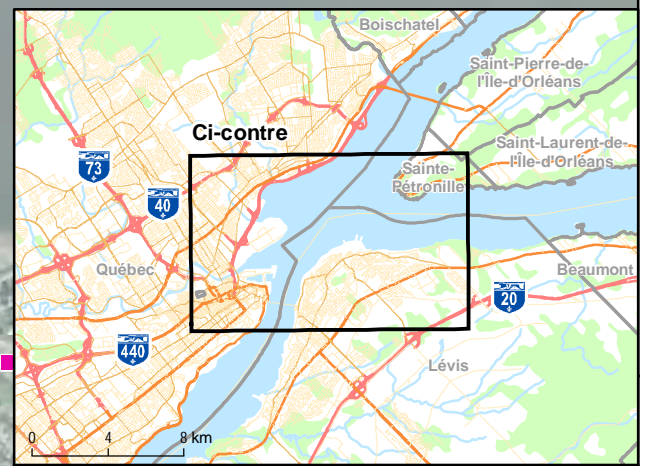 Boischatel
Saint-Pierre-de-
l'Île-d'Orléans
Ci-contre
Saint-Laurent-de-
l'Île-d'Orléans
73
Sainte-
Pétronille
40
Québec
Beaumont
20
440
Lévis
0 4 8 km